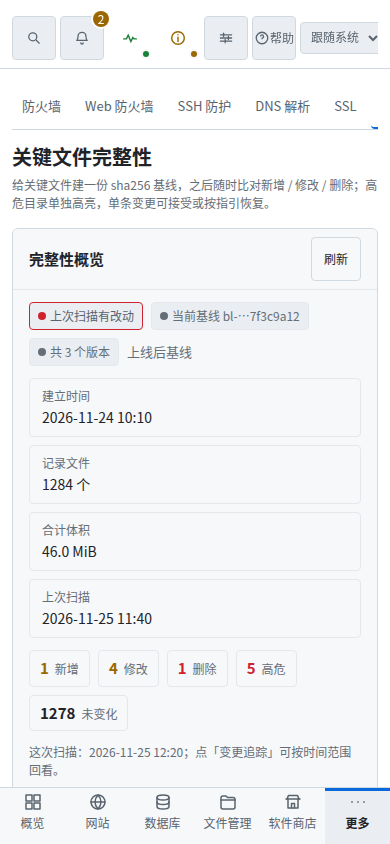 2
帮助
跟随系统
防火墙 Web 防火墙 SSH 防护 DNS 解析 SSL
关键文件完整性
给关键文件建一份 sha256 基线，之后随时比对新增 / 修改 / 删除；高
危目录单独高亮，单条变更可接受或按指引恢复。
完整性概览
刷新
上次扫描有改动 当前基线 bl-…7f3c9a12
共 3 个版本 上线后基线
建立时间
2026-11-24 10:10
记录文件
1284 个
合计体积
46.0 MiB
上次扫描
2026-11-25 11:40
1 新增 4 修改 1 删除 5 高危
1278 未变化
这次扫描：2026-11-25 12:20；点「变更追踪」可按时间范围
回看。
概览 网站 数据库 文件管理 软件商店 更多